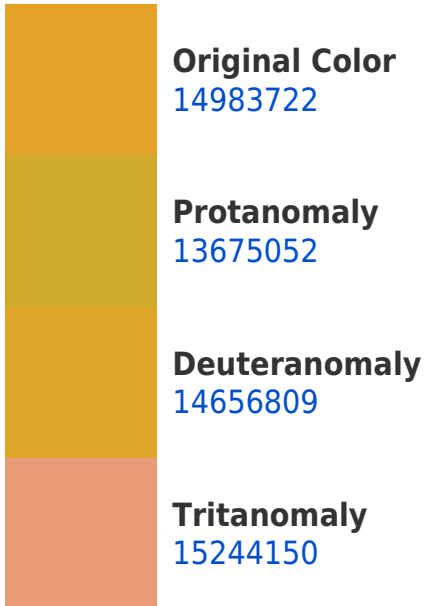 Original Color
14983722
Protanomaly
13675052
Deuteranomaly
14656809
Tritanomaly
15244150